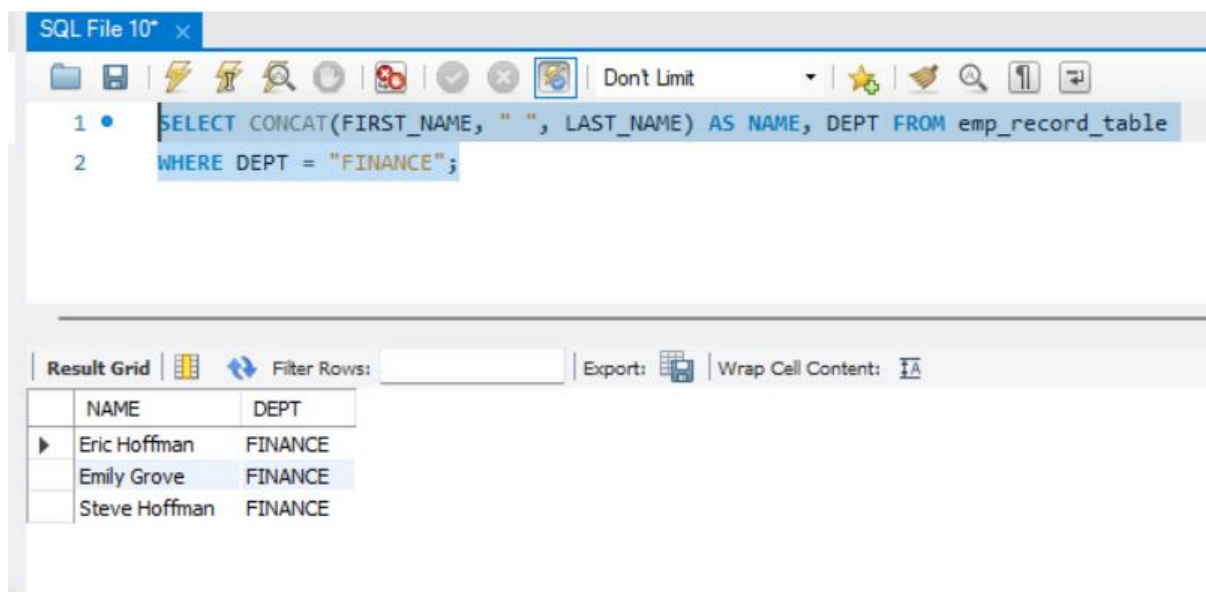 SQL File 10*
Don't Limit
1 SELECT CONCAT(FIRST_NAME, " ", LAST_NAME) AS NAME, DEPT FROM emp_record_table
2 WHERE DEPT = "FINANCE";
Result Grid Filter Rows: Export: Wrap Cell Content: IA
NAME DEPT
Eric Hoffman FINANCE
Emily Grove FINANCE
Steve Hoffman FINANCE